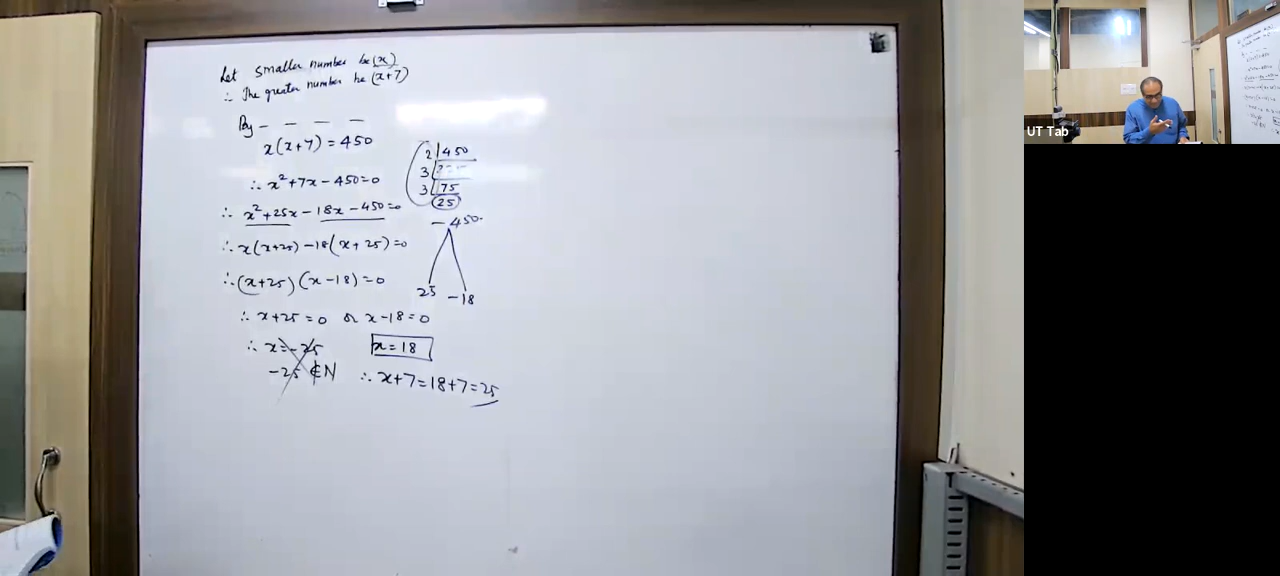 Let smaller number be (x)
∴ The greater number be (x+7)
By – – – –
x(x+7) = 450
∴ x²+7x – 450=0
∴ x²+25x – 18x – 450=0
∴ x(x+25) – 18(x+25)=0
∴ (x+25)(x–18)=0
∴ x+25=0 or x–18=0
∴ x=–25 x=18
–25 ∉ N ∴ x+7=18+7=25
2 | 450
3 |
3 | 75
25
– 450
25 –18
UT Tab